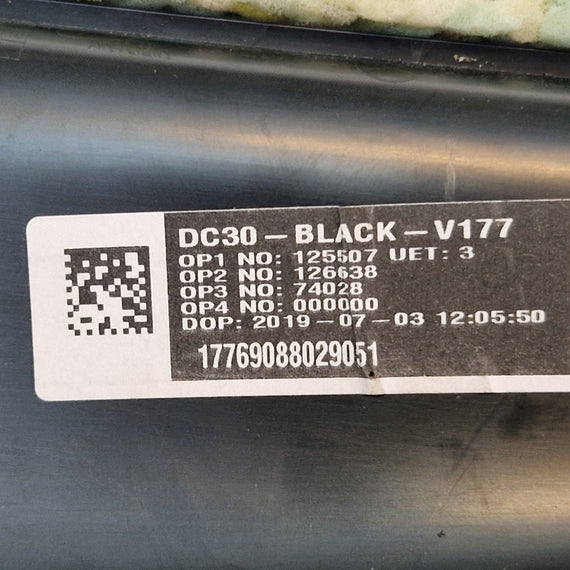 DC30-BLACK-V177
OP1 NO: 125507 UET: 3
OP2 NO: 126638
OP3 NO: 74028
OP4 NO: 000000
DOP: 2019-07-03 12:05:50
17769088029051